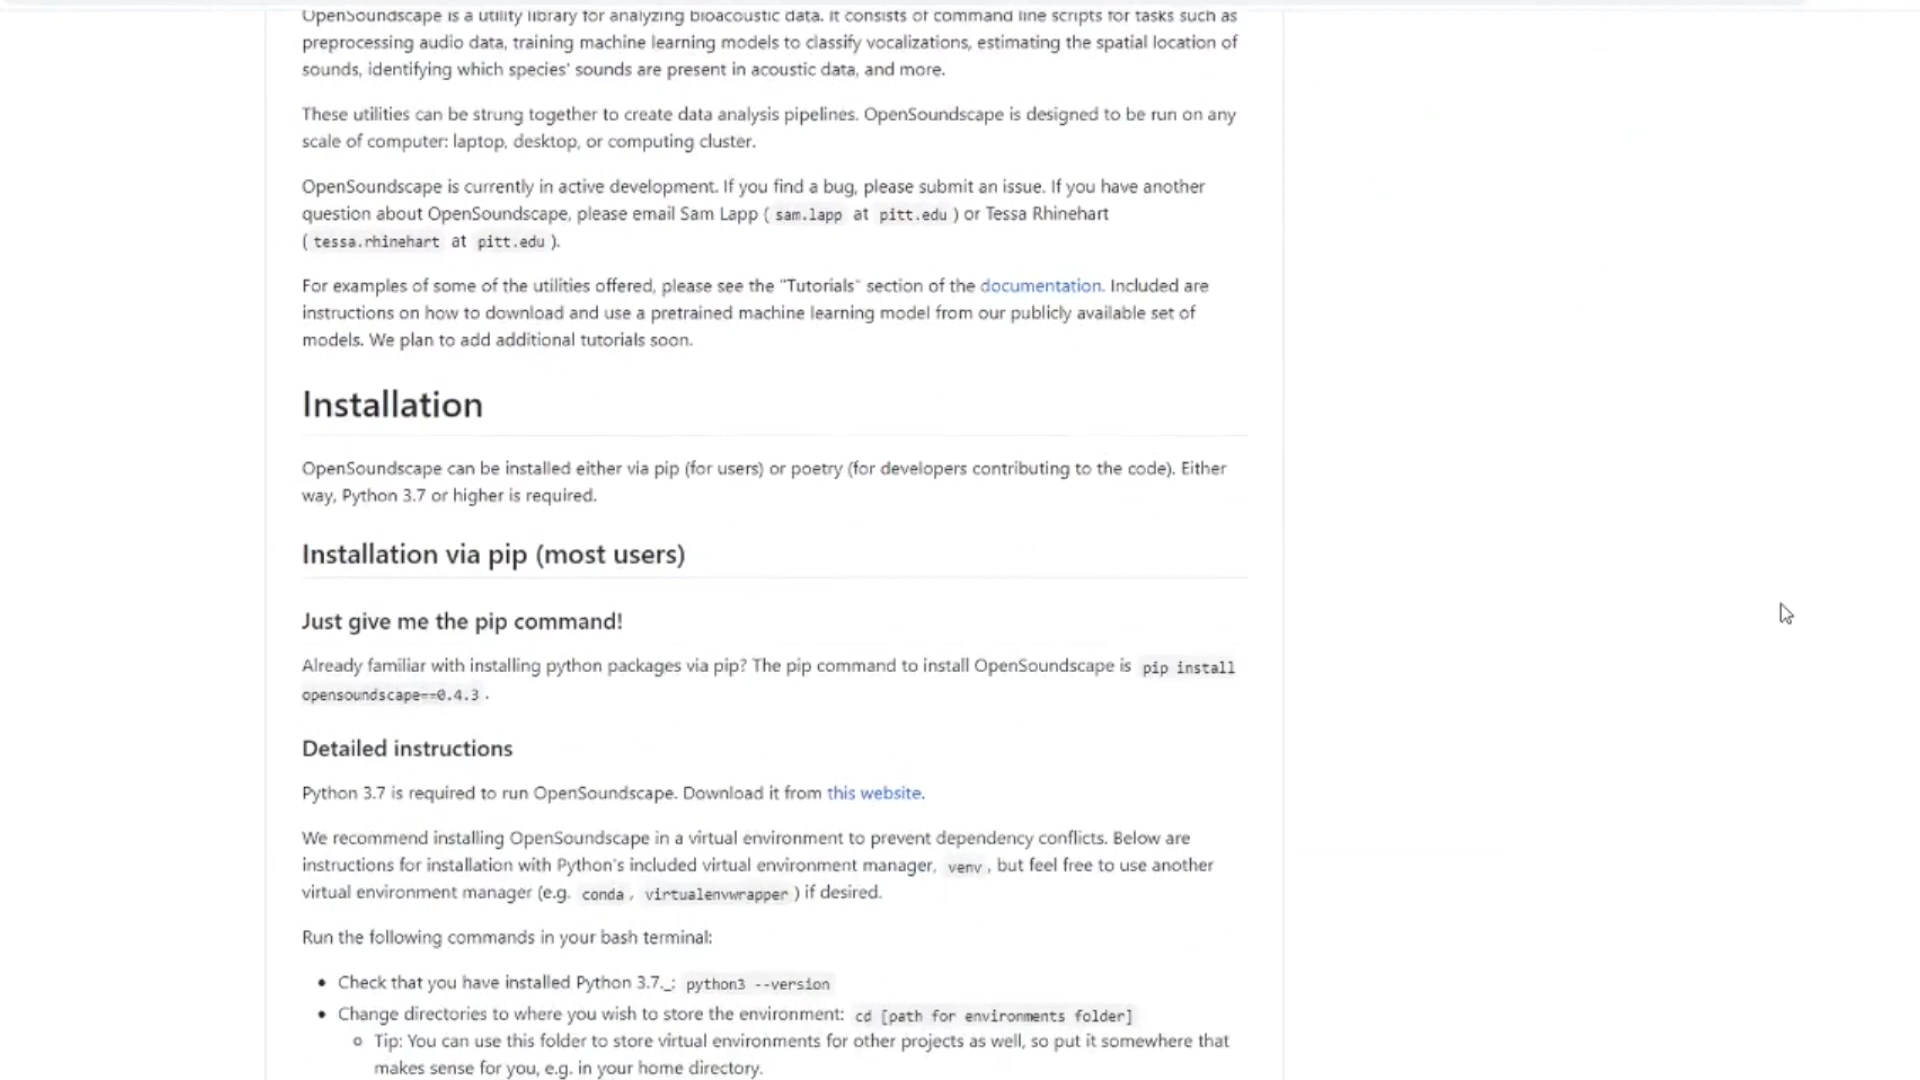 OpenSoundscape is a utility library for analyzing bioacoustic data. It consists of command line scripts for tasks such as
preprocessing audio data, training machine learning models to classify vocalizations, estimating the spatial location of
sounds, identifying which species' sounds are present in acoustic data, and more.
These utilities can be strung together to create data analysis pipelines. OpenSoundscape is designed to be run on any
scale of computer: laptop, desktop, or computing cluster.
OpenSoundscape is currently in active development. If you find a bug, please submit an issue. If you have another
question about OpenSoundscape, please email Sam Lapp ( sam.lapp at pitt.edu ) or Tessa Rhinehart
( tessa.rhinehart at pitt.edu ).
For examples of some of the utilities offered, please see the "Tutorials" section of the documentation. Included are
instructions on how to download and use a pretrained machine learning model from our publicly available set of
models. We plan to add additional tutorials soon.
Installation
OpenSoundscape can be installed either via pip (for users) or poetry (for developers contributing to the code). Either
way, Python 3.7 or higher is required.
Installation via pip (most users)
Just give me the pip command!
Already familiar with installing python packages via pip? The pip command to install OpenSoundscape is pip install
opensoundscape==0.4.3 .
Detailed instructions
Python 3.7 is required to run OpenSoundscape. Download it from this website.
We recommend installing OpenSoundscape in a virtual environment to prevent dependency conflicts. Below are
instructions for installation with Python's included virtual environment manager, venv , but feel free to use another
virtual environment manager (e.g. conda , virtualenvwrapper ) if desired.
Run the following commands in your bash terminal:
• Check that you have installed Python 3.7._: python3 --version
• Change directories to where you wish to store the environment: cd [path for environments folder]
○ Tip: You can use this folder to store virtual environments for other projects as well, so put it somewhere that
makes sense for you, e.g. in your home directory.